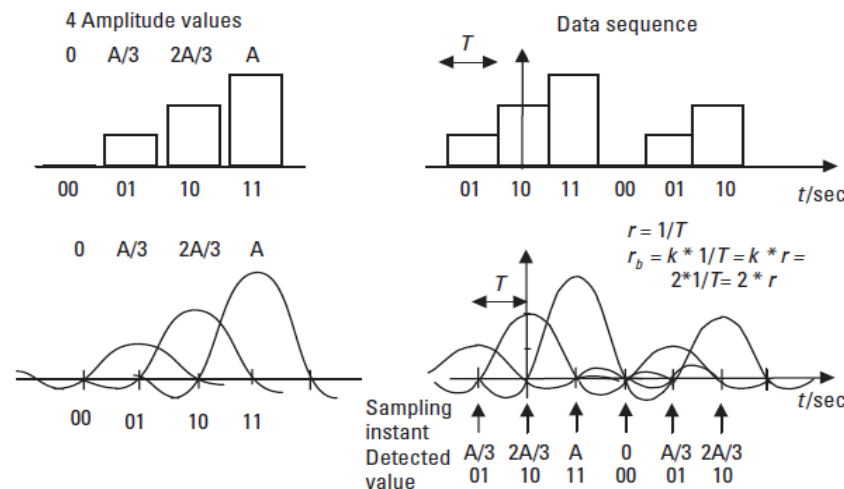 4 Amplitude values
0 A/3 2A/3 A
00 01 10 11
Data sequence
T
01 10 11 00 01 10
t/sec
0 A/3 2A/3 A
00 01 10 11
r = 1/T
r_b = k * 1/T = k * r =
2*1/T= 2 * r
T
t/sec
Sampling
instant
Detected A/3 2A/3 A 0 A/3 2A/3
value 01 10 11 00 01 10